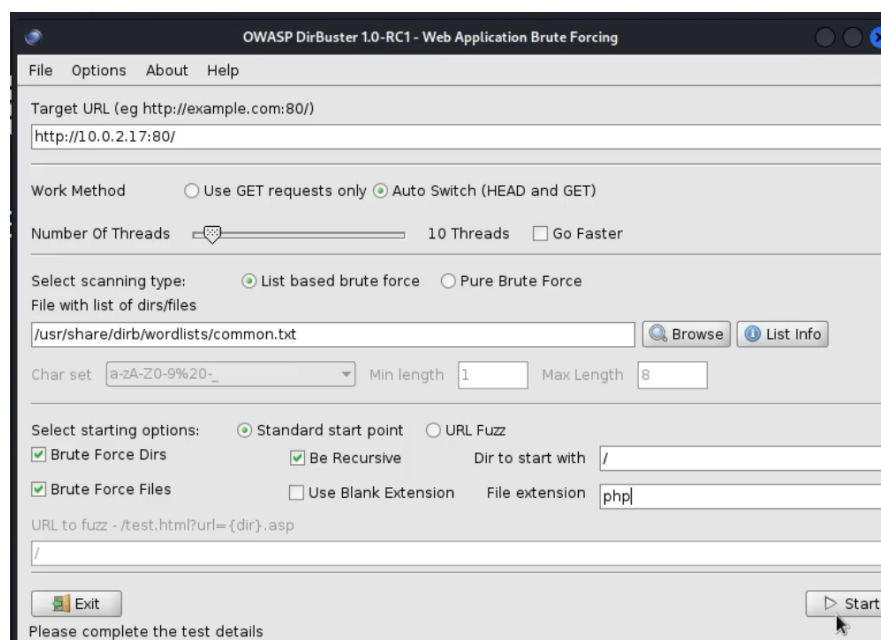 OWASP DirBuster 1.0-RC1 - Web Application Brute Forcing
File Options About Help
Target URL (eg http://example.com:80/)
http://10.0.2.17:80/
Work Method Use GET requests only Auto Switch (HEAD and GET)
Number Of Threads 10 Threads Go Faster
Select scanning type: List based brute force Pure Brute Force
File with list of dirs/files
/usr/share/dirb/wordlists/common.txt Browse List Info
Char set a-zA-Z0-9%20-_ Min length 1 Max Length 8
Select starting options: Standard start point URL Fuzz
Brute Force Dirs Be Recursive Dir to start with /
Brute Force Files Use Blank Extension File extension php
URL to fuzz - /test.html?url={dir}.asp
/
Exit Start
Please complete the test details